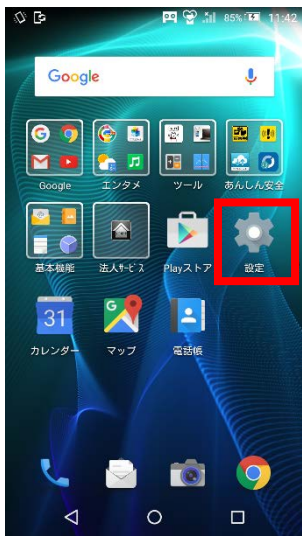 85% 11:42
Google
Google エンタメ ツール あんしん安全
基本機能 法人サービス Playストア 設定
31
カレンダー マップ 電話帳